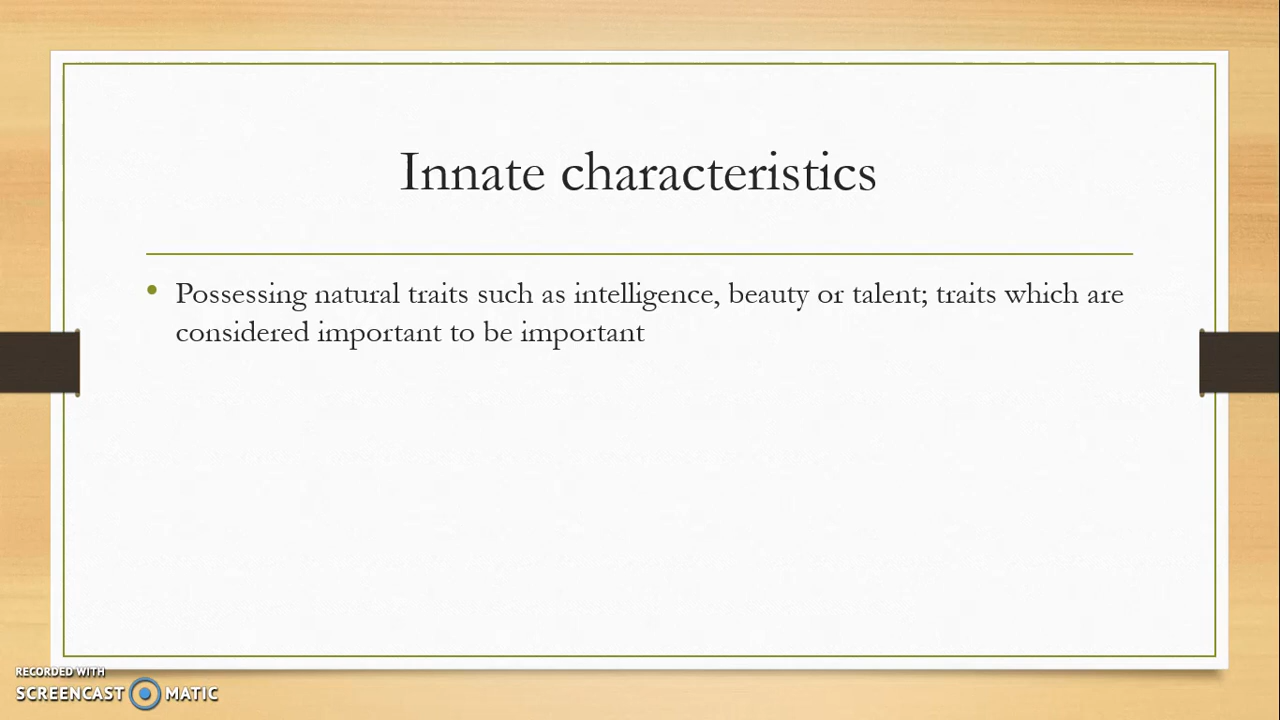 Innate characteristics
• Possessing natural traits such as intelligence, beauty or talent; traits which are
considered important to be important
RECORDED WITH
SCREENCAST MATIC